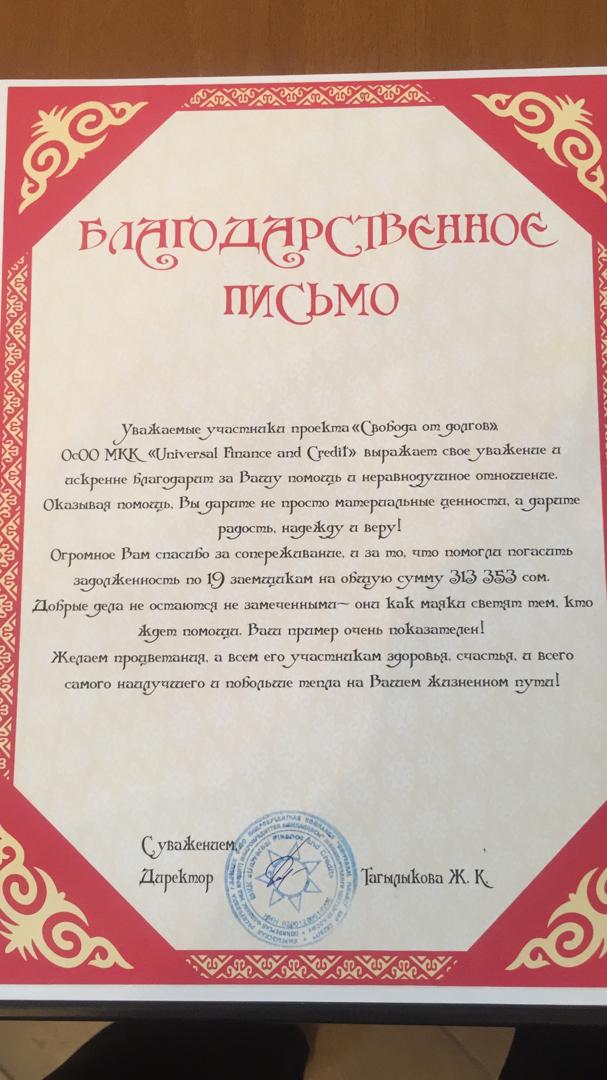 БЛАГОДАРСТВЕННОЕ
ПИСЬМО
Уважаемые участники проекта «Свобода от долгов»
ОсОО МКК «Universal Finance and Credit» выражает свое уважение и
искренне благодарит за Вашу помощь и неравнодушное отношение.
Оказывая помощь, Вы дарите не просто материальные ценности, а дарите
радость, надежду и веру!
Огромное Вам спасибо за сопереживание, и за то, что помогли погасить
задолженность по 19 заемщикам на общую сумму 313 353 сом.
Добрые дела не остаются не замеченными~ они как маяки светят тем, кто
ждет помощи. Ваш пример очень показателен!
Желаем процветания, а всем его участникам здоровья, счастья, и всего
самого наилучшего и побольше тепла на Вашем жизненном пути!
С уважением,
Директор Тагылыкова Ж. К.